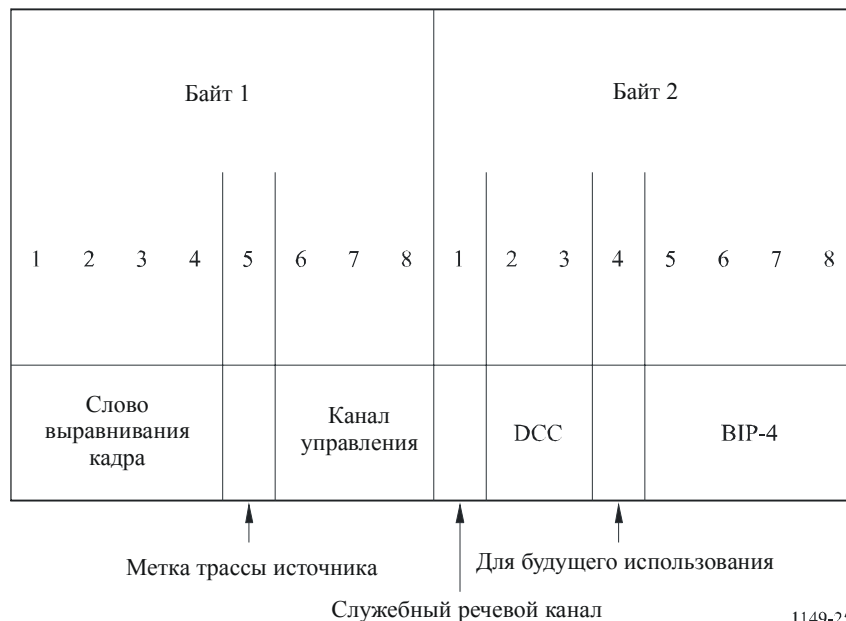 Байт 1
Байт 2
1 2 3 4 5 6 7 8 1 2 3 4 5 6 7 8
Слово
выравнивания
кадра
Канал
управления
DCC
BIP-4
Метка трассы источника
Для будущего использования
Служебный речевой канал